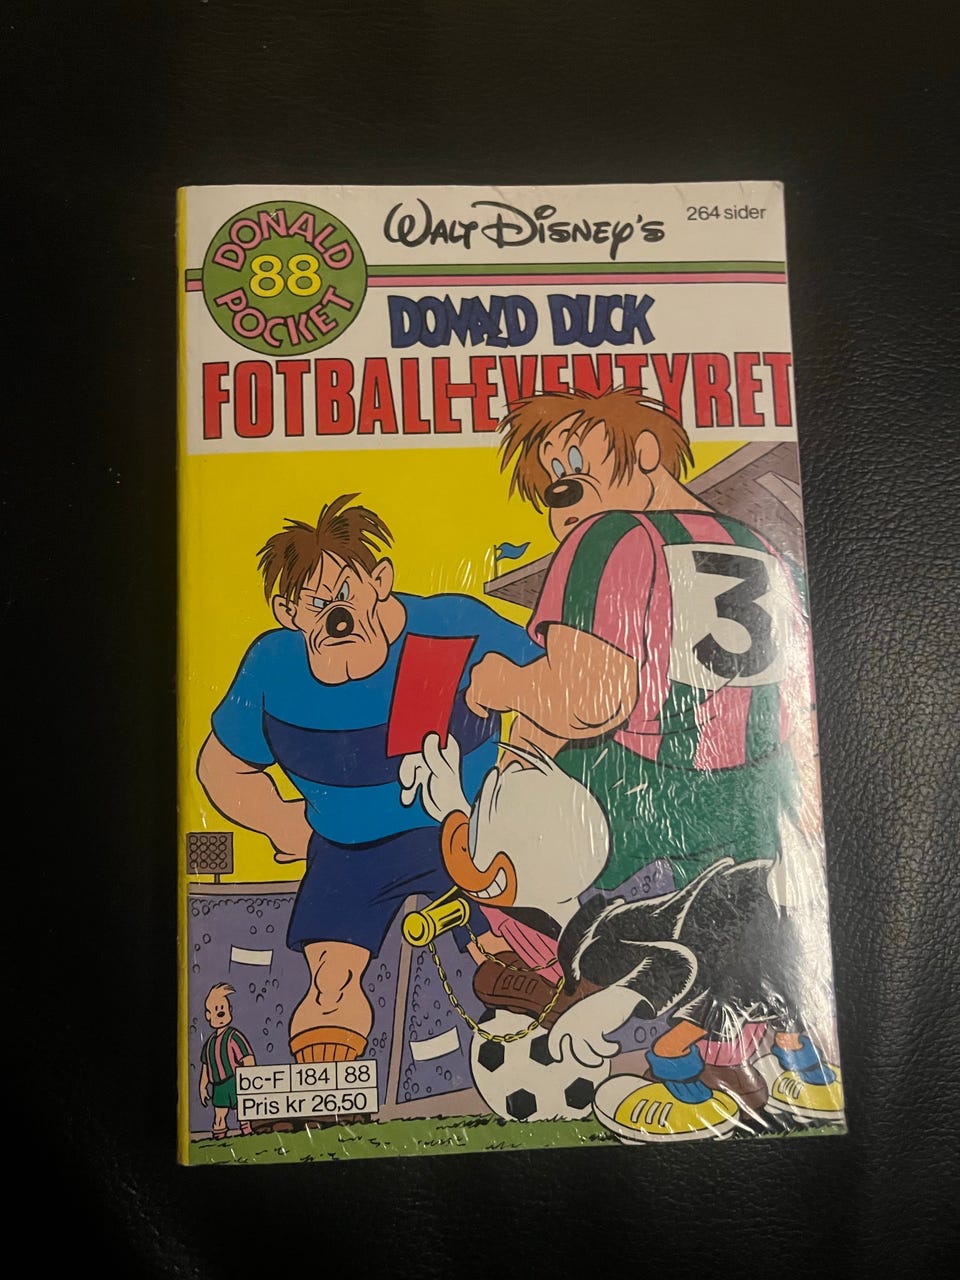 WALT DISNEY'S
264 sider
DONALD
88
POCKET
DONALD DUCK
FOTBALL-EVENTYRET
3
bc-F 184 88
Pris kr 26,50